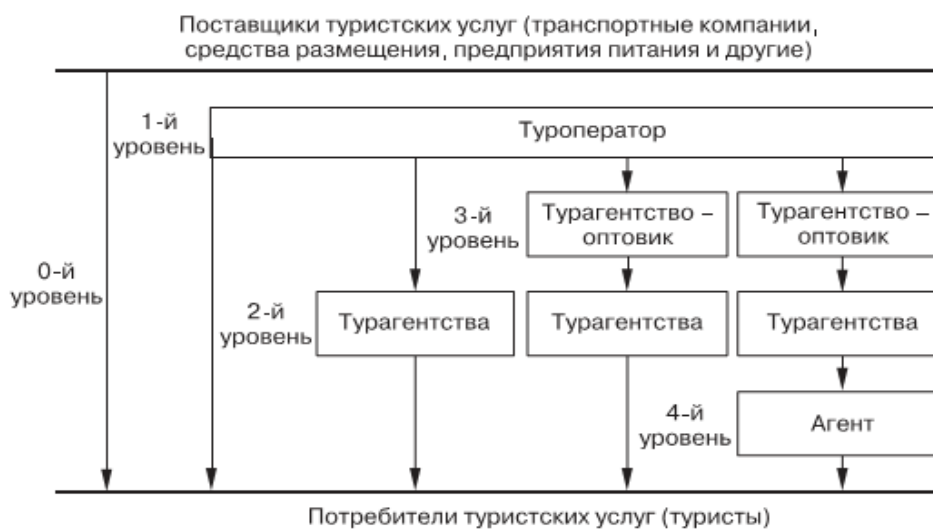 Поставщики туристских услуг (транспортные компании,
средства размещения, предприятия питания и другие)
1-й
уровень
Туроператор
3-й
уровень
Турагентство –
оптовик
Турагентство –
оптовик
0-й
уровень
2-й
уровень
Турагентства
Турагентства
Турагентства
4-й
уровень
Агент
Потребители туристских услуг (туристы)